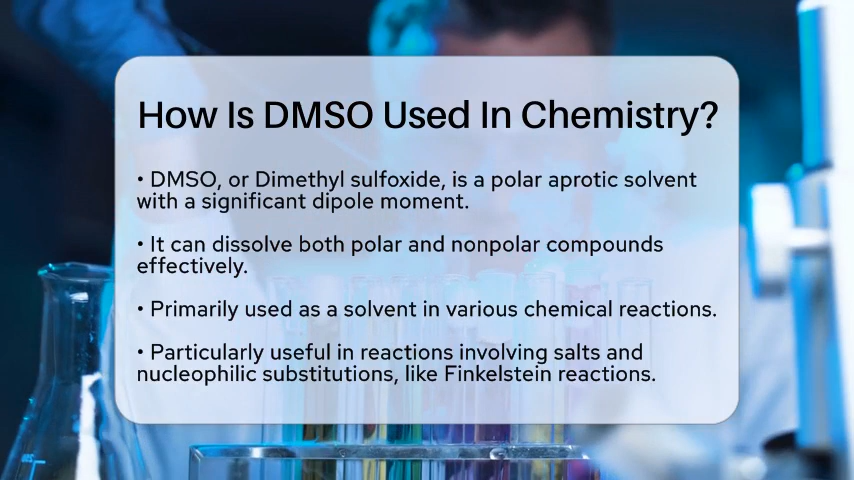 How Is DMSO Used In Chemistry?
• DMSO, or Dimethyl sulfoxide, is a polar aprotic solvent
with a significant dipole moment.
• It can dissolve both polar and nonpolar compounds
effectively.
• Primarily used as a solvent in various chemical reactions.
• Particularly useful in reactions involving salts and
nucleophilic substitutions, like Finkelstein reactions.